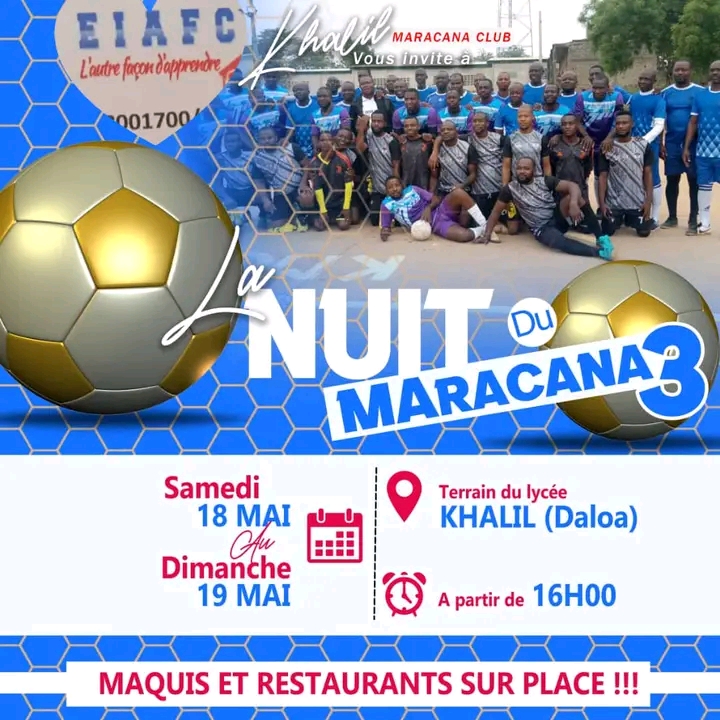 EIAFC
L'autre façon d'apprendre
001700/
Khalil MARACANA CLUB
Vous invite à
La
NUIT Du
MARACANA 3
Samedi
18 MAI
Au
Dimanche
19 MAI
Terrain du lycée
KHALIL (Daloa)
A partir de 16H00
MAQUIS ET RESTAURANTS SUR PLACE !!!